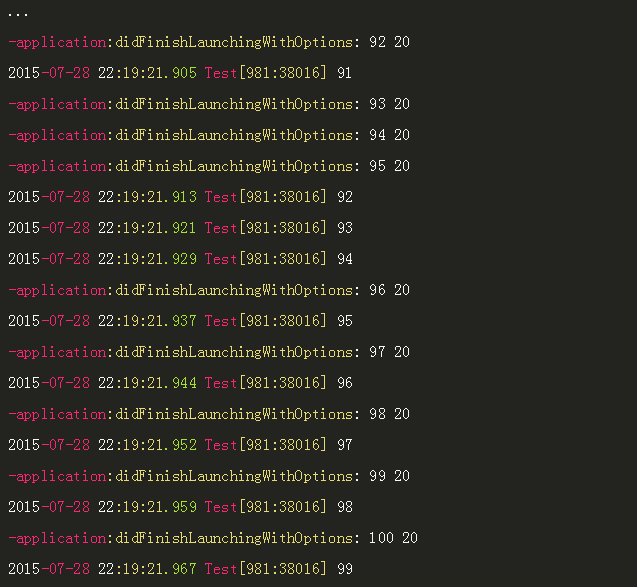 ...
-application:didFinishLaunchingWithOptions: 92 20
2015-07-28 22:19:21.905 Test[981:38016] 91
-application:didFinishLaunchingWithOptions: 93 20
-application:didFinishLaunchingWithOptions: 94 20
-application:didFinishLaunchingWithOptions: 95 20
2015-07-28 22:19:21.913 Test[981:38016] 92
2015-07-28 22:19:21.921 Test[981:38016] 93
2015-07-28 22:19:21.929 Test[981:38016] 94
-application:didFinishLaunchingWithOptions: 96 20
2015-07-28 22:19:21.937 Test[981:38016] 95
-application:didFinishLaunchingWithOptions: 97 20
2015-07-28 22:19:21.944 Test[981:38016] 96
-application:didFinishLaunchingWithOptions: 98 20
2015-07-28 22:19:21.952 Test[981:38016] 97
-application:didFinishLaunchingWithOptions: 99 20
2015-07-28 22:19:21.959 Test[981:38016] 98
-application:didFinishLaunchingWithOptions: 100 20
2015-07-28 22:19:21.967 Test[981:38016] 99